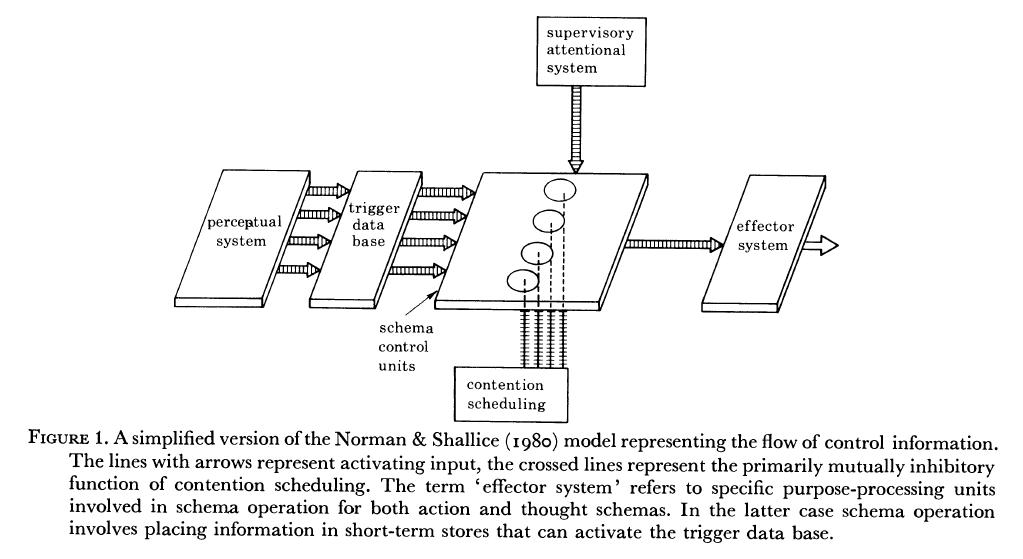 supervisory
attentional
system
perceptual
system
trigger
data
base
effector
system
schema
control
units
contention
scheduling
FIGURE 1. A simplified version of the Norman & Shallice (1980) model representing the flow of control information.
The lines with arrows represent activating input, the crossed lines represent the primarily mutually inhibitory
function of contention scheduling. The term ‘effector system’ refers to specific purpose-processing units
involved in schema operation for both action and thought schemas. In the latter case schema operation
involves placing information in short-term stores that can activate the trigger data base.